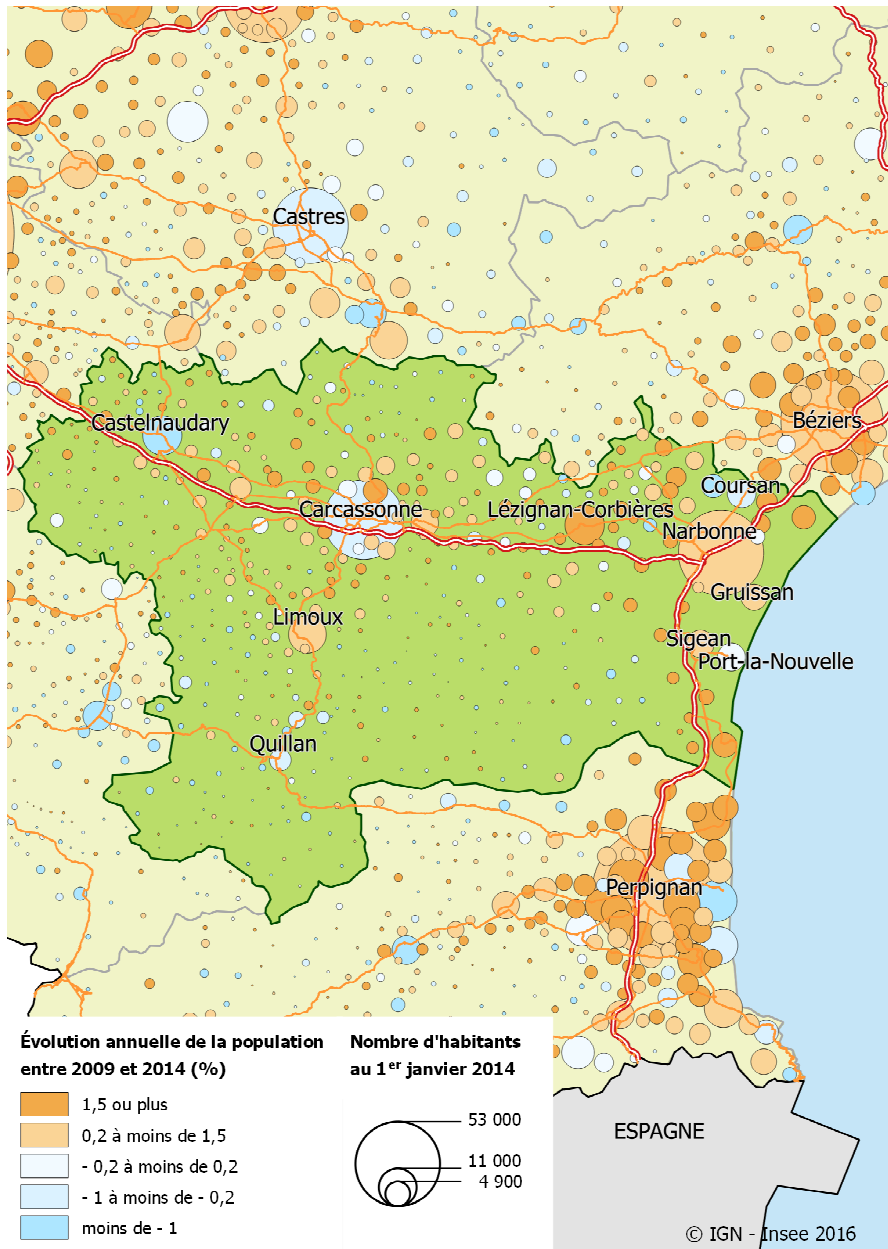 Castres
Béziers
Castelnaudary
Coursan
Carcassonne
Lézignan-Corbières
Narbonne
Gruissan
Limoux
Sigean
Port-la-Nouvelle
Quillan
Perpignan
Évolution annuelle de la population
entre 2009 et 2014 (%)
1,5 ou plus
0,2 à moins de 1,5
- 0,2 à moins de 0,2
- 1 à moins de - 0,2
moins de - 1
Nombre d'habitants
au 1er janvier 2014
53 000
11 000
4 900
ESPAGNE
© IGN - Insee 2016